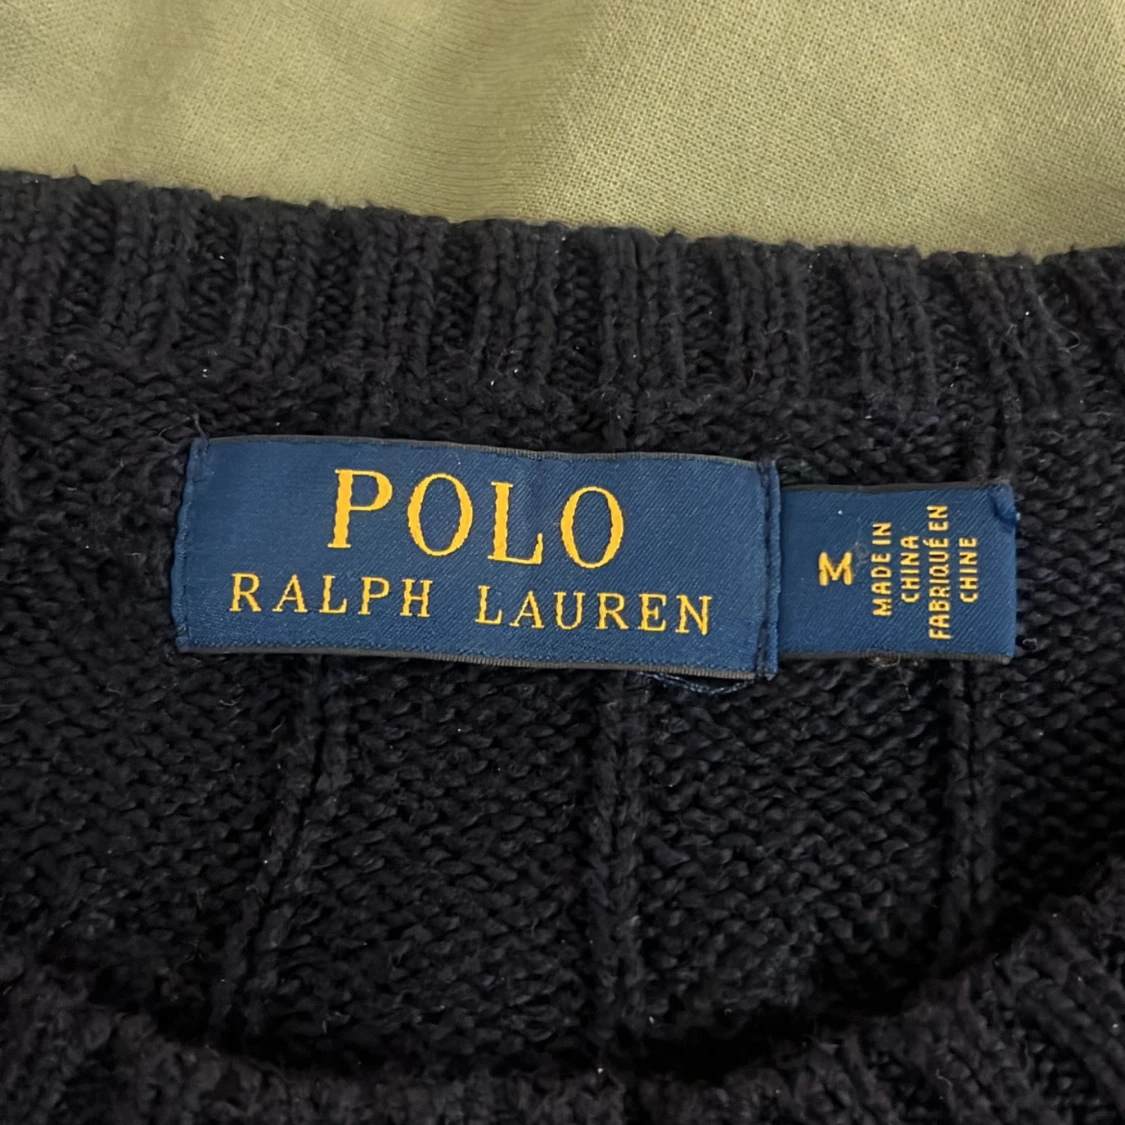 POLO
RALPH LAUREN
M
MADE IN
CHINA
FABRIQUÉ EN
CHINE